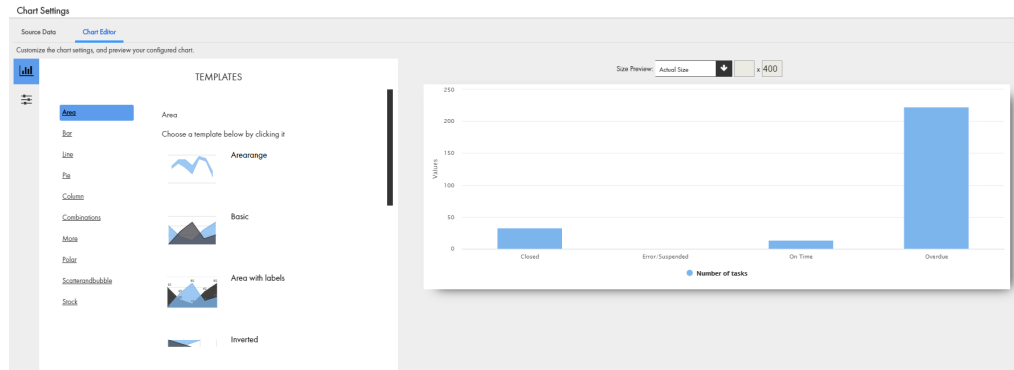 Chart Settings
Source Data
Chart Editor
Customize the chart settings, and preview your configured chart.
TEMPLATES
Area
Bar
Line
Pie
Column
Combinations
More
Polar
Scatterandbubble
Stock
Area
Choose a template below by clicking it
Arearange
Basic
Area with labels
Inverted
Size Preview: Actual Size x 400
250
200
150
100
50
0
Values
Closed Error/Suspended On Time Overdue
Number of tasks